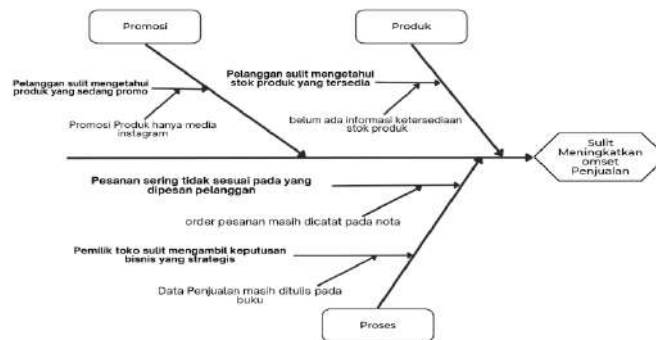 Promosi
Produk
Pelanggan sulit mengetahui
produk yang sedang promo
Promosi Produk hanya media
instagram
Pelanggan sulit mengetahui
stok produk yang tersedia
belum ada informasi ketersediaan
stok produk
Sulit
Meningkatkan
omset
Penjualan
Pesanan sering tidak sesuai pada yang
dipesan pelanggan
order pesanan masih dicatat pada nota
Pemilik toko sulit mengambil keputusan
bisnis yang strategis
Data Penjualan masih ditulis pada
buku
Proses